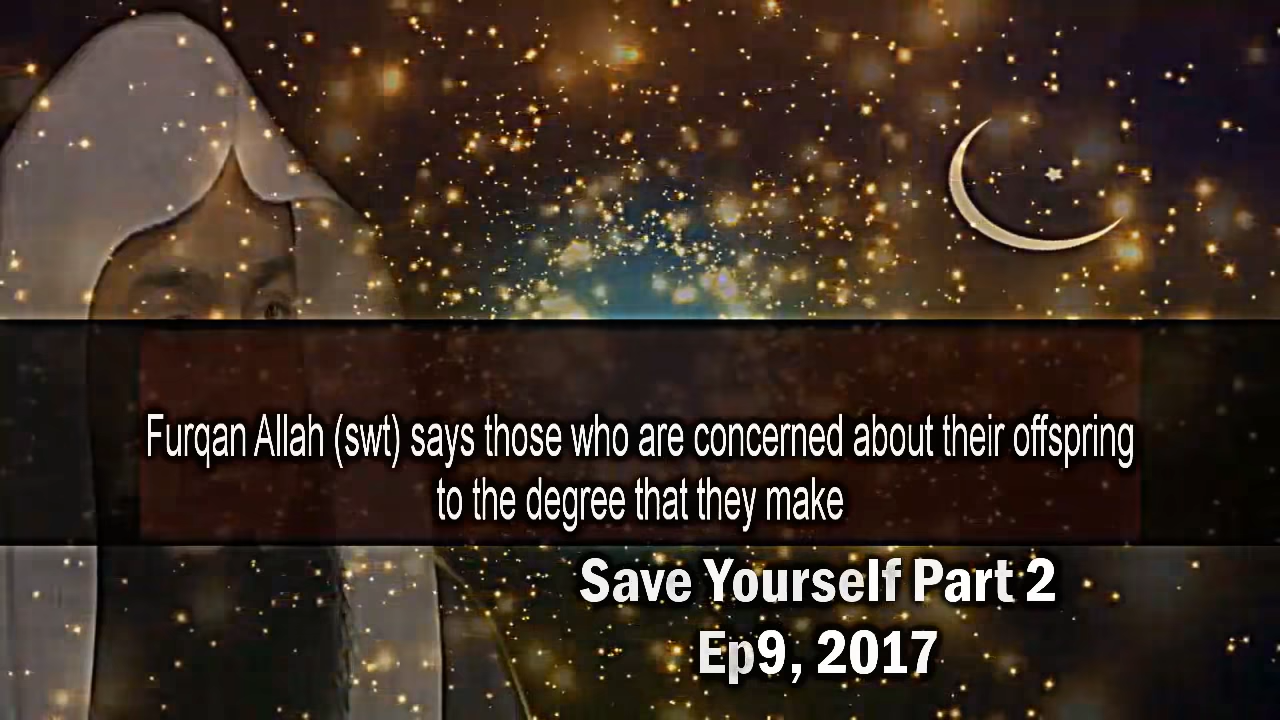 Furqan Allah (swt) says those who are concerned about their offspring
to the degree that they make
Save Yourself Part 2
Ep9, 2017